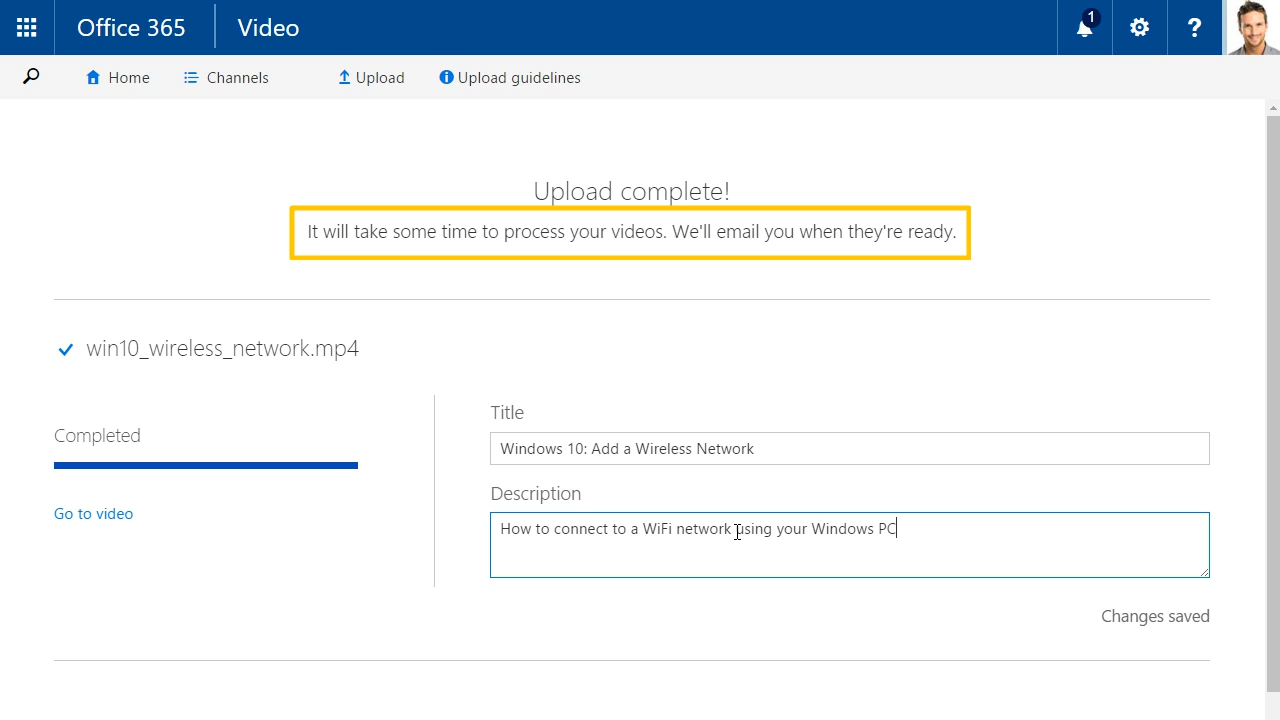 Office 365
Video
1
?
Home
Channels
Upload
Upload guidelines
Upload complete!
It will take some time to process your videos. We'll email you when they're ready.
win10_wireless_network.mp4
Completed
Go to video
Title
Windows 10: Add a Wireless Network
Description
How to connect to a WiFi network using your Windows PC
Changes saved